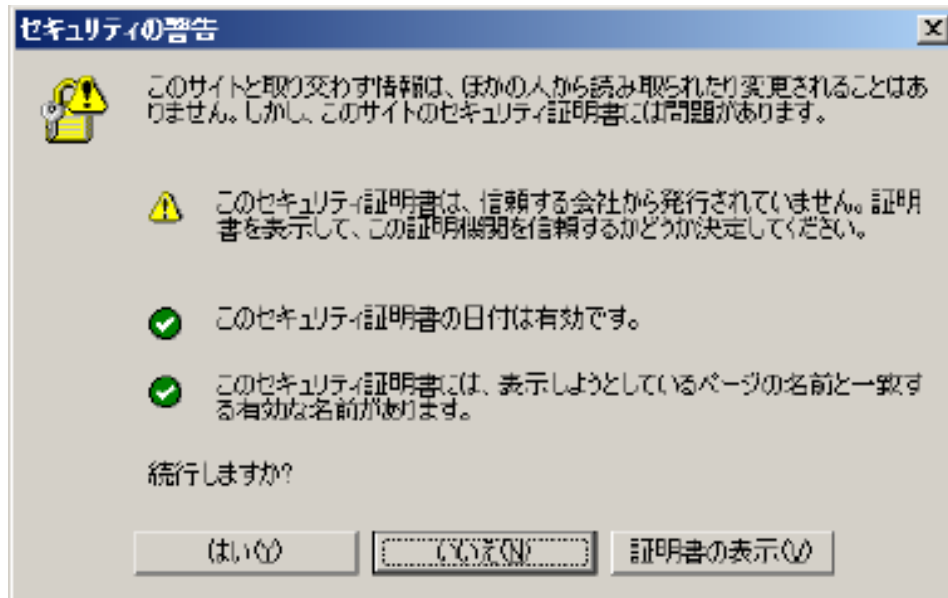 セキュリティの警告
このサイトと取り交わす情報は、ほかの人から読み取られたり変更されることはあ
りません。しかし、このサイトのセキュリティ証明書には問題があります。
このセキュリティ証明書は、信頼する会社から発行されていません。証明
書を表示して、この証明機関を信頼するかどうか決定してください。
このセキュリティ証明書の日付は有効です。
このセキュリティ証明書には、表示しようとしているページの名前と一致す
る有効な名前があります。
続行しますか?
はい(Y) いいえ(N) 証明書の表示(V)